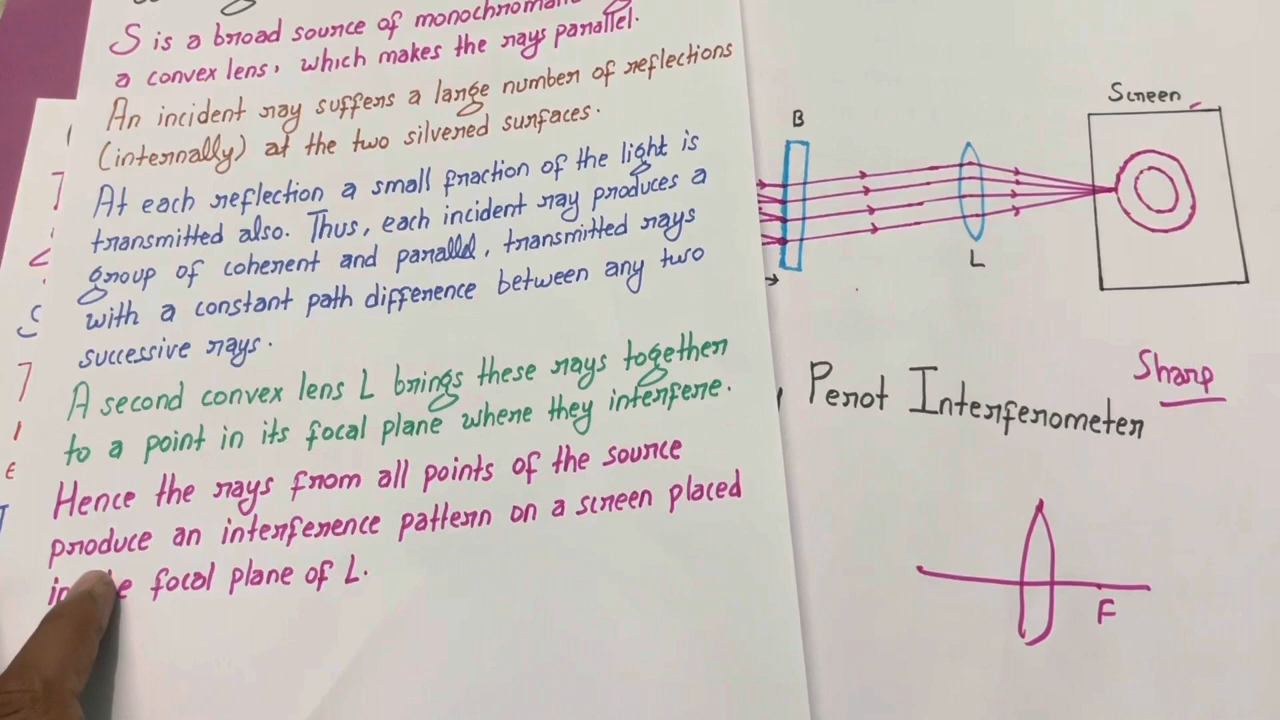 S is a broad source of
a convex lens, which makes the rays parallel.
An incident ray suffers a large number of reflections
(internally) at the two silvered surfaces.
At each reflection a small fraction of the light is
transmitted also. Thus, each incident ray produces a
group of coherent and parallel, transmitted rays
with a constant path difference between any two
successive rays.
A second convex lens L brings these rays together
to a point in its focal plane where they interfere.
Hence the rays from all points of the source
produce an interference pattern on a screen placed
focal plane of L.
B
L
Screen
Sharp
Perot Interferometer
F